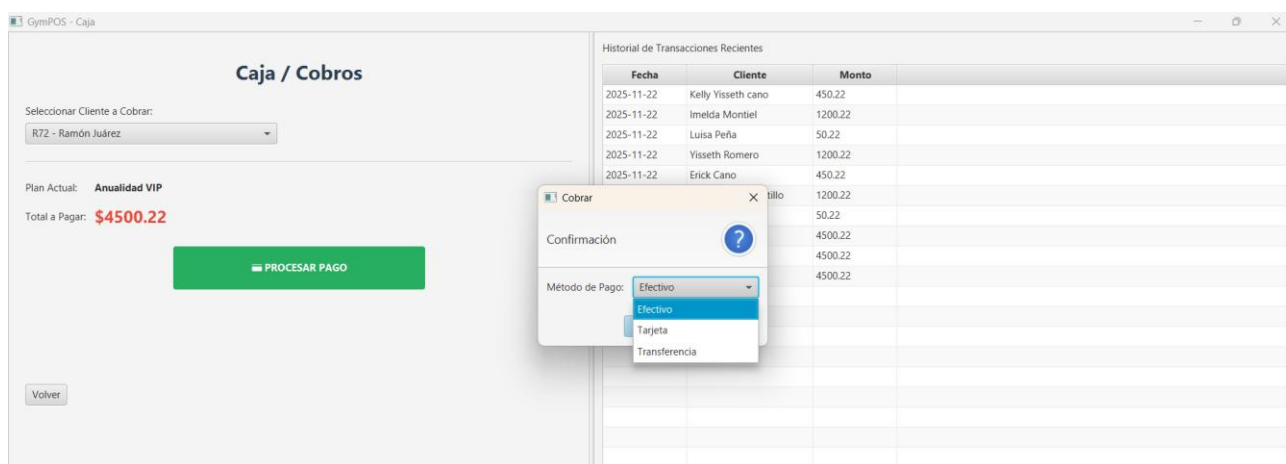 GymPOS - Caja
Caja / Cobros
Seleccionar Cliente a Cobrar:
R72 - Ramón Juárez
Plan Actual: Anualidad VIP
Total a Pagar: $4500.22
PROCESAR PAGO
Volver
Historial de Transacciones Recientes
Fecha Cliente Monto
2025-11-22 Kelly Yisseth cano 450.22
2025-11-22 Imelda Montiel 1200.22
2025-11-22 Luisa Peña 50.22
2025-11-22 Yisseth Romero 1200.22
2025-11-22 Erick Cano 450.22
1200.22
50.22
4500.22
4500.22
4500.22
Cobrar
Confirmación
?
Método de Pago: Efectivo
Efectivo
Tarjeta
Transferencia